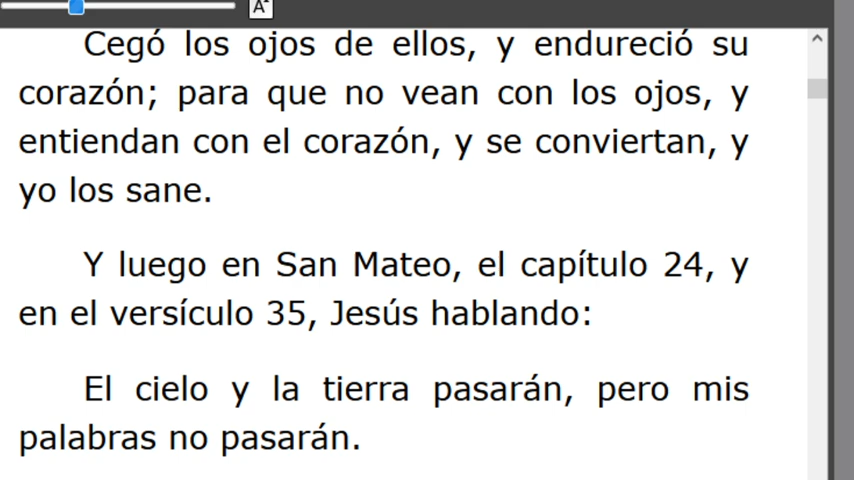 A
Cegó los ojos de ellos, y endureció su
corazón; para que no vean con los ojos, y
entiendan con el corazón, y se conviertan, y
yo los sane.
Y luego en San Mateo, el capítulo 24, y
en el versículo 35, Jesús hablando:
El cielo y la tierra pasarán, pero mis
palabras no pasarán.